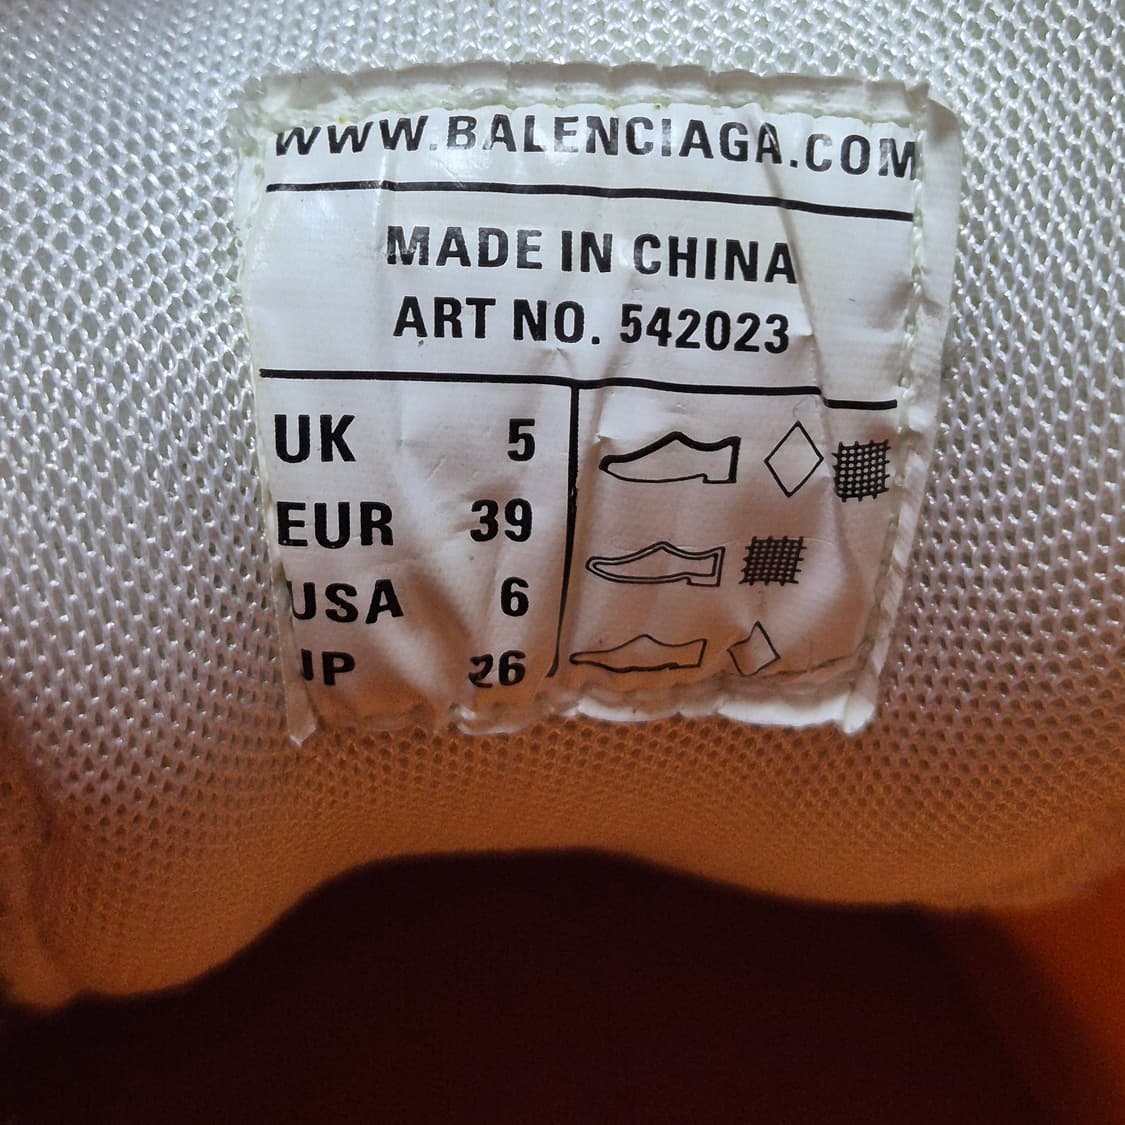 WWW.BALENCIAGA.COM
MADE IN CHINA
ART NO. 542023
UK 5
EUR 39
USA 6
JP 26